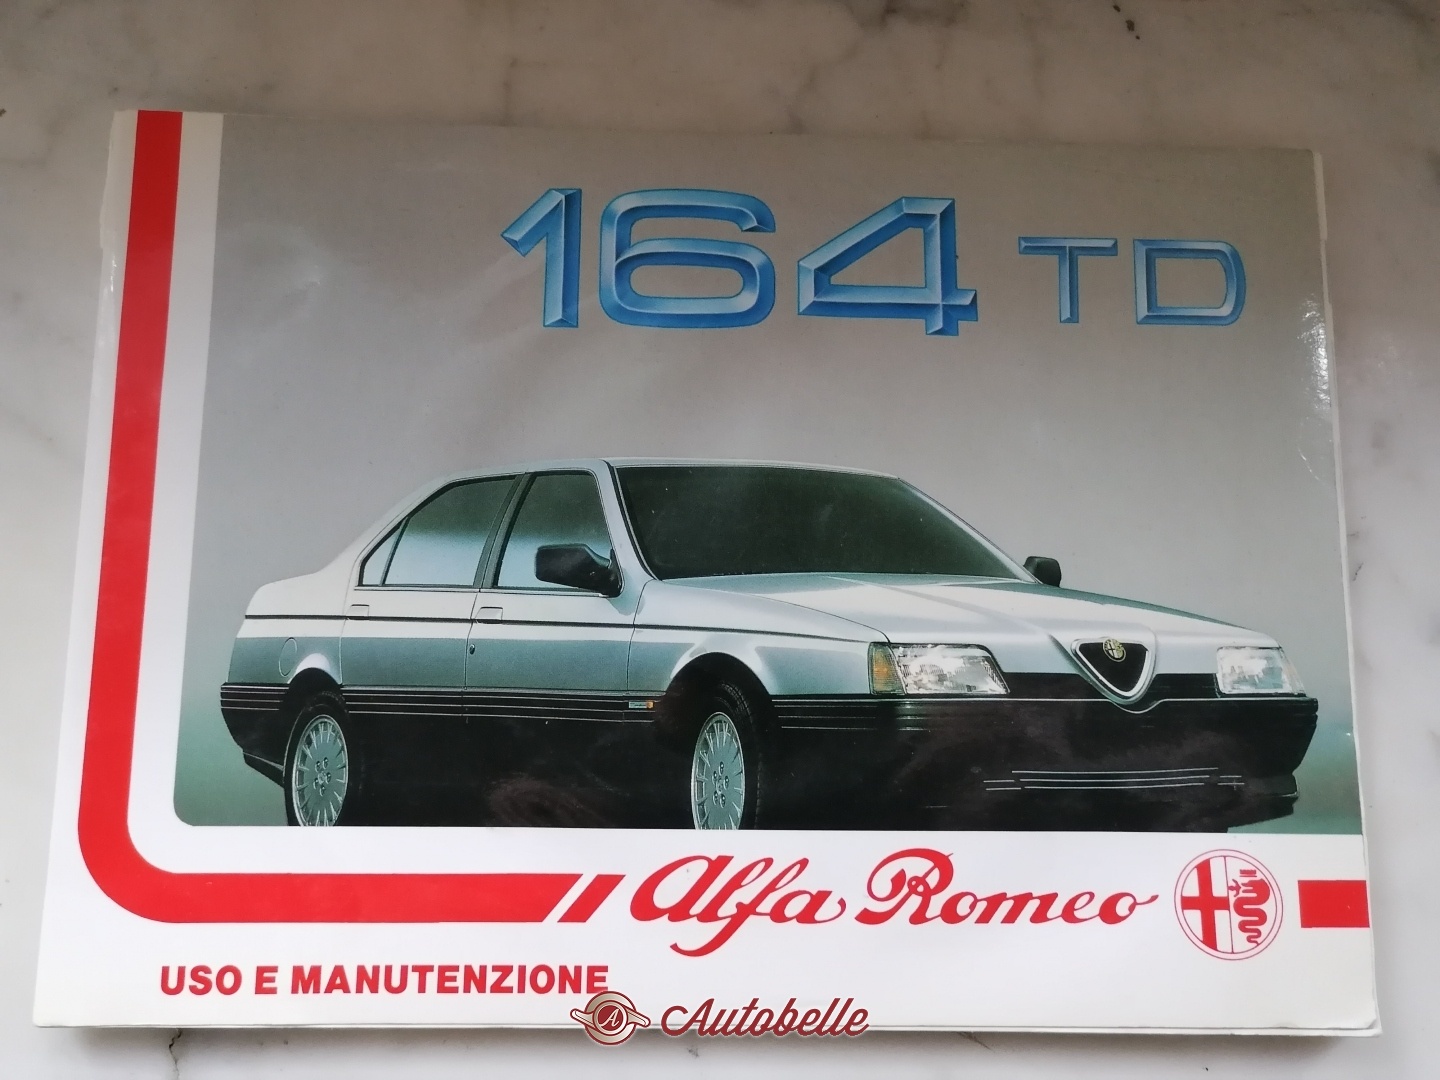 164 TD
Alfa Romeo
USO E MANUTENZIONE
A Autobelle